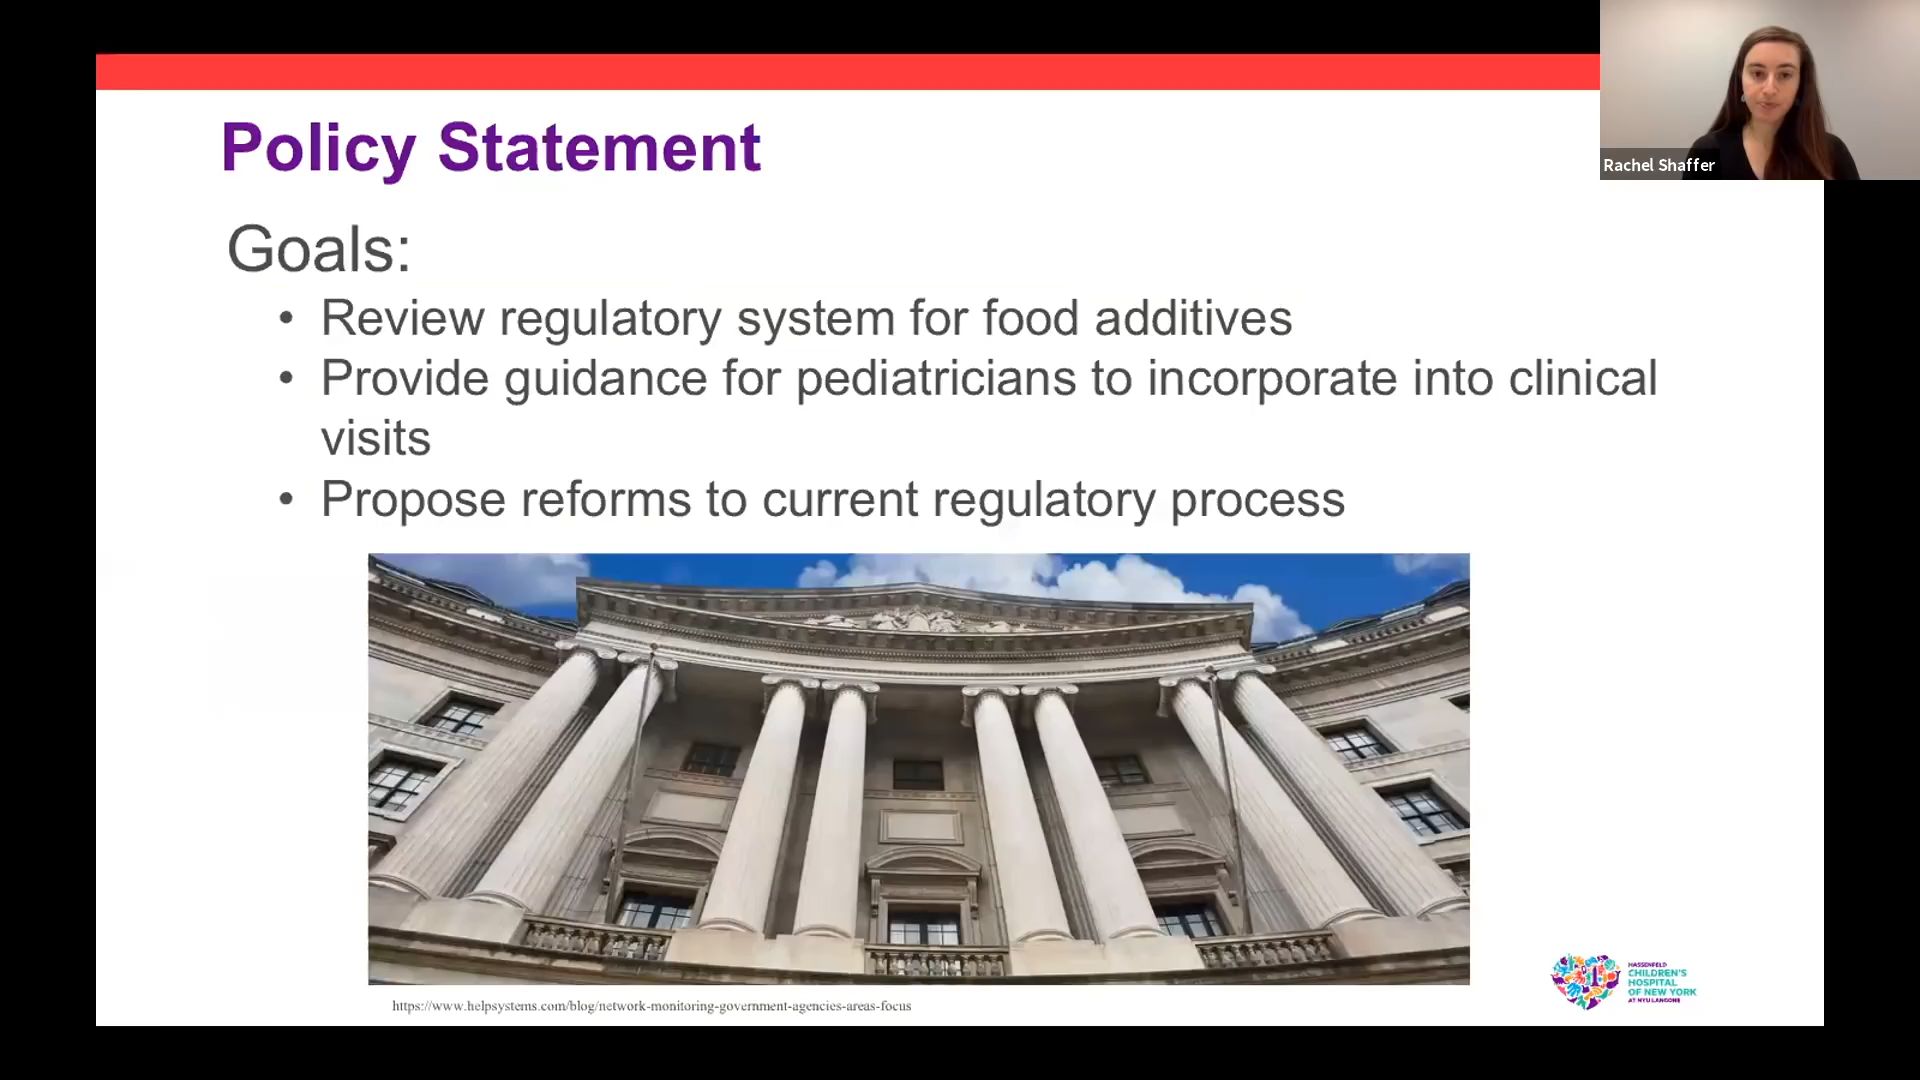 Policy Statement
Rachel Shaffer
Goals:
• Review regulatory system for food additives
• Provide guidance for pediatricians to incorporate into clinical
visits
• Propose reforms to current regulatory process
https://www.helpsystems.com/blog/network-monitoring-government-agencies-areas-focus
HASSENFELD
CHILDREN'S
HOSPITAL
OF NEW YORK
AT NYU LANGONE